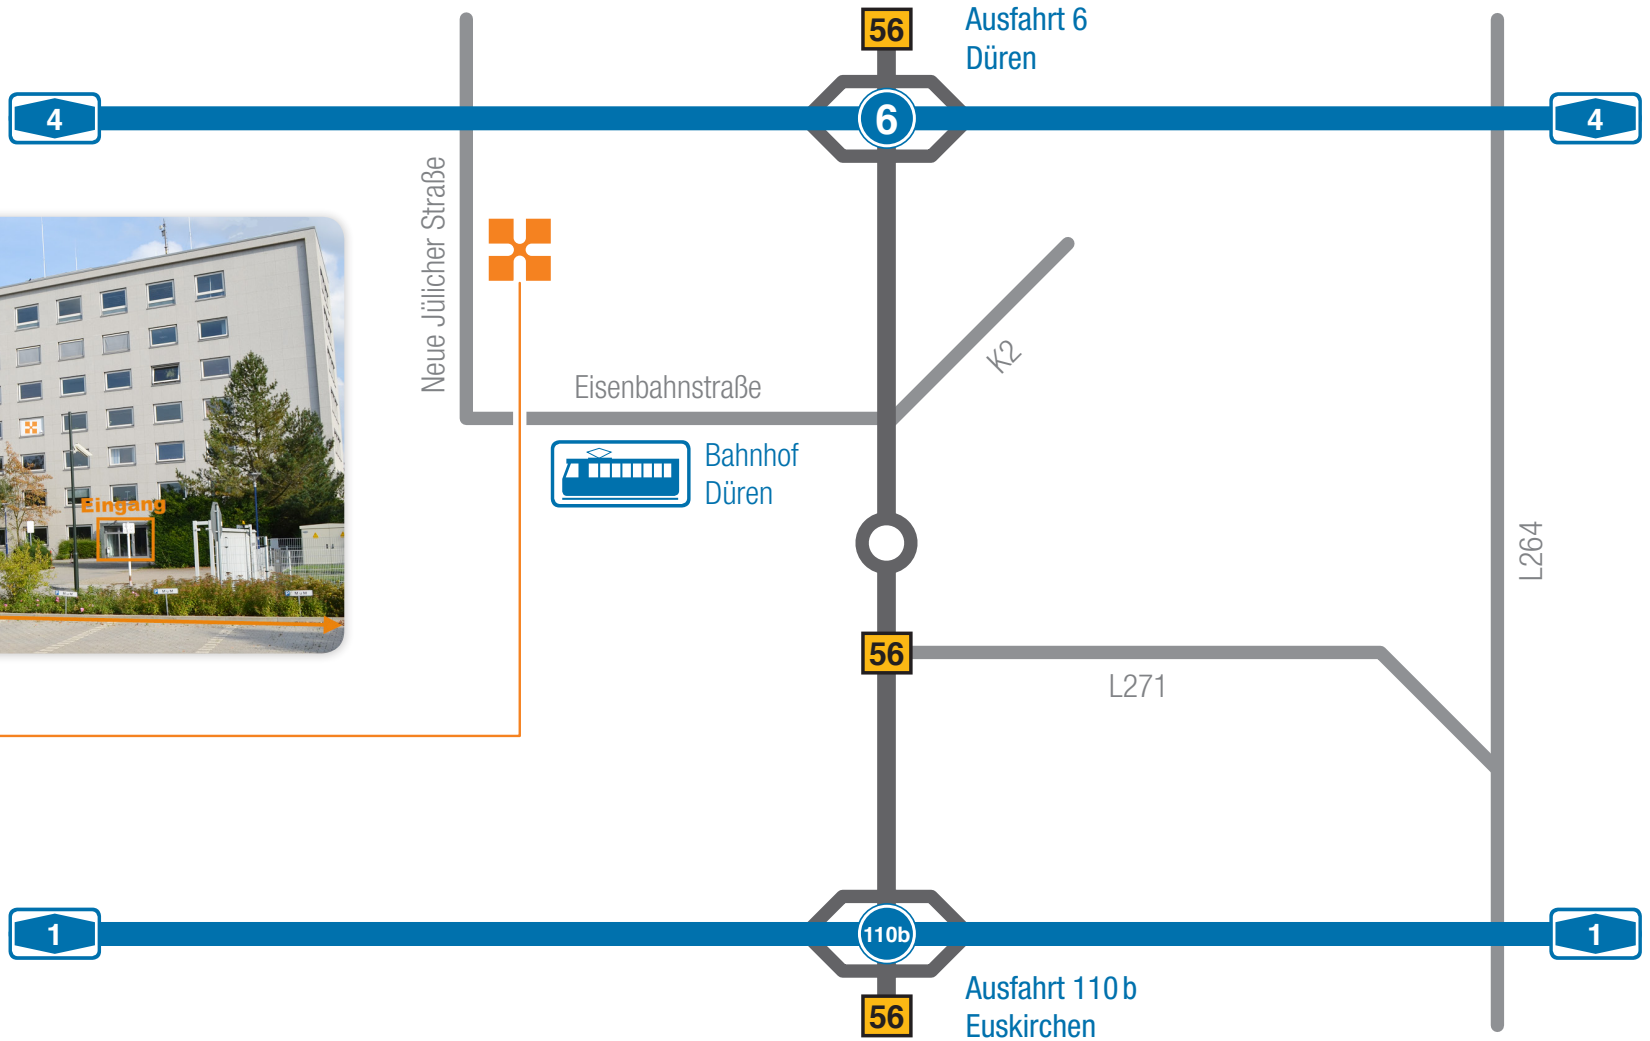 56
Ausfahrt 6
Düren
4
6
4
Neue Jülicher Straße
Eisenbahnstraße
K2
Bahnhof
Düren
Eingang
L264
56
L271
1
110b
1
56
Ausfahrt 110 b
Euskirchen